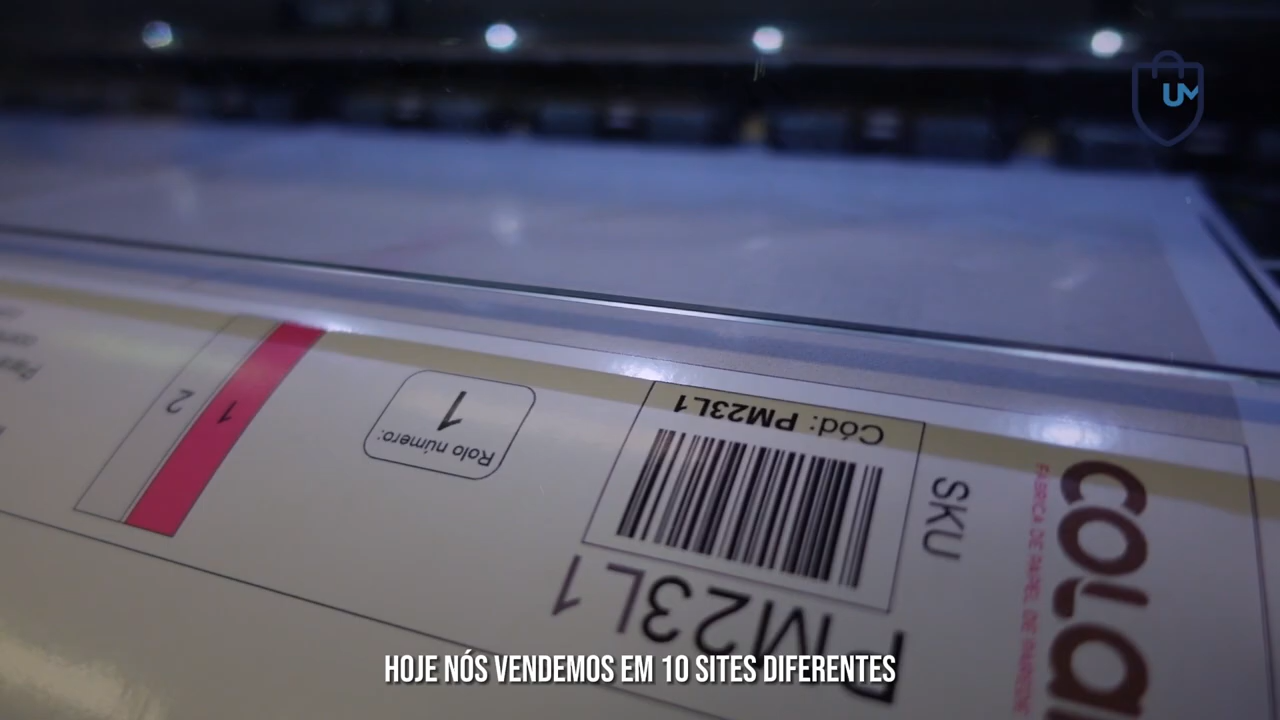 UM
2
1
Rolo número:
1
Cód: PM23L1
SKU
PM23L1
cola
FÁBRICA DE PAPEL DE PAREDE
HOJE NÓS VENDEMOS EM 10 SITES DIFERENTES